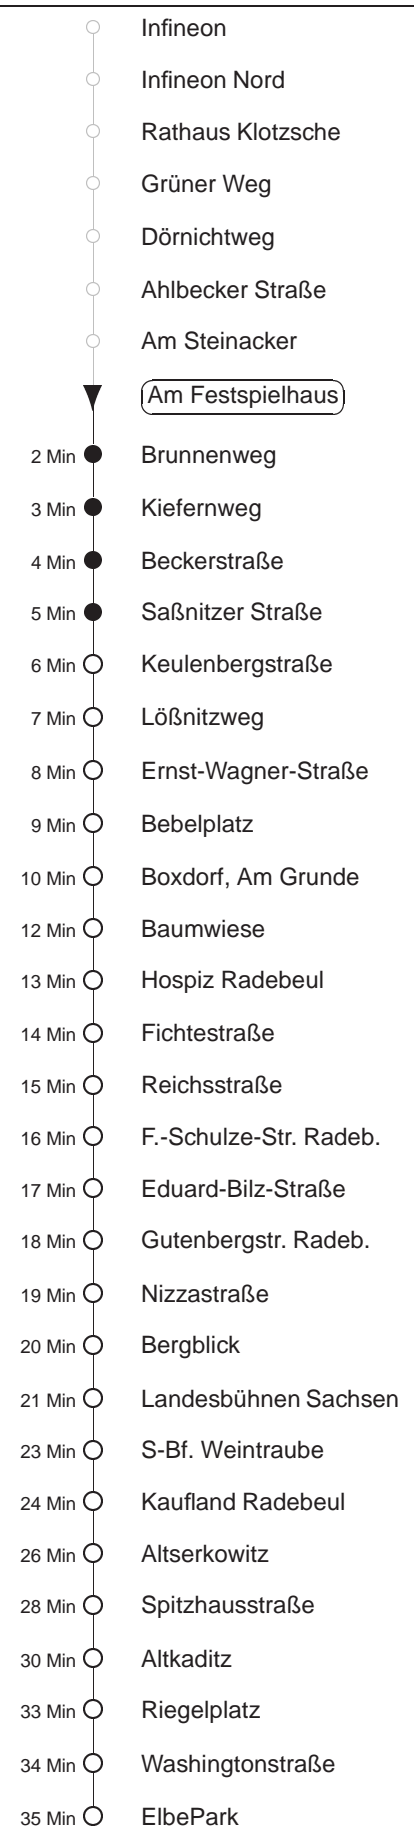 Infineon
Infineon Nord
Rathaus Klotzsche
Grüner Weg
Dörnichtweg
Ahlbecker Straße
Am Steinacker
Am Festspielhaus
2 Min Brunnenweg
3 Min Kiefernweg
4 Min Beckerstraße
5 Min Saßnitzer Straße
6 Min Keulenbergstraße
7 Min Lößnitzweg
8 Min Ernst-Wagner-Straße
9 Min Bebelplatz
10 Min Boxdorf, Am Grunde
12 Min Baumwiese
13 Min Hospiz Radebeul
14 Min Fichtestraße
15 Min Reichsstraße
16 Min F.-Schulze-Str. Radeb.
17 Min Eduard-Bilz-Straße
18 Min Gutenbergstr. Radeb.
19 Min Nizzastraße
20 Min Bergblick
21 Min Landesbühnen Sachsen
23 Min S-Bf. Weintraube
24 Min Kaufland Radebeul
26 Min Altserkowitz
28 Min Spitzhausstraße
30 Min Altkaditz
33 Min Riegelplatz
34 Min Washingtonstraße
35 Min ElbePark